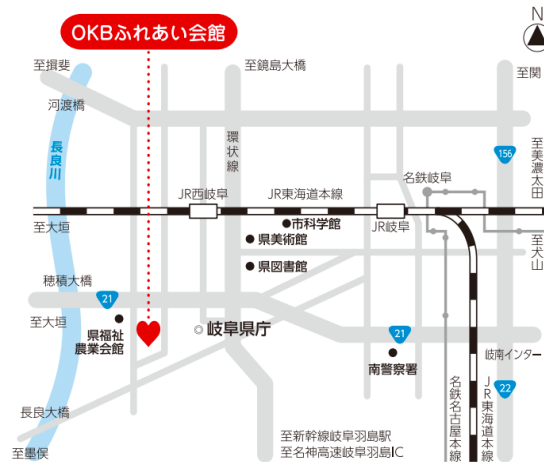 OKBふれあい会館
N
至揖斐
至鏡島大橋
至関
河渡橋
環状線
長良川
156
至美濃太田
名鉄岐阜
JR西岐阜
JR東海道本線
市科学館
JR岐阜
至大垣
県美術館
至犬山
県図書館
穂積大橋
21
至大垣
県福祉
農業会館
岐阜県庁
21
岐南インター
南警察署
22
長良大橋
名鉄名古屋本線
JR東海道本線
至墨俣
至新幹線岐阜羽島駅
至名神高速岐阜羽島IC